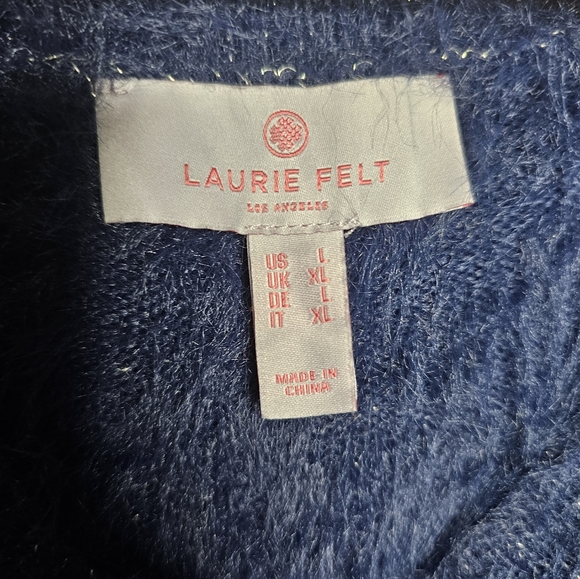 LAURIE FELT
LOS ANGELES
US L
UK XL
DE L
IT XL
MADE IN
CHINA